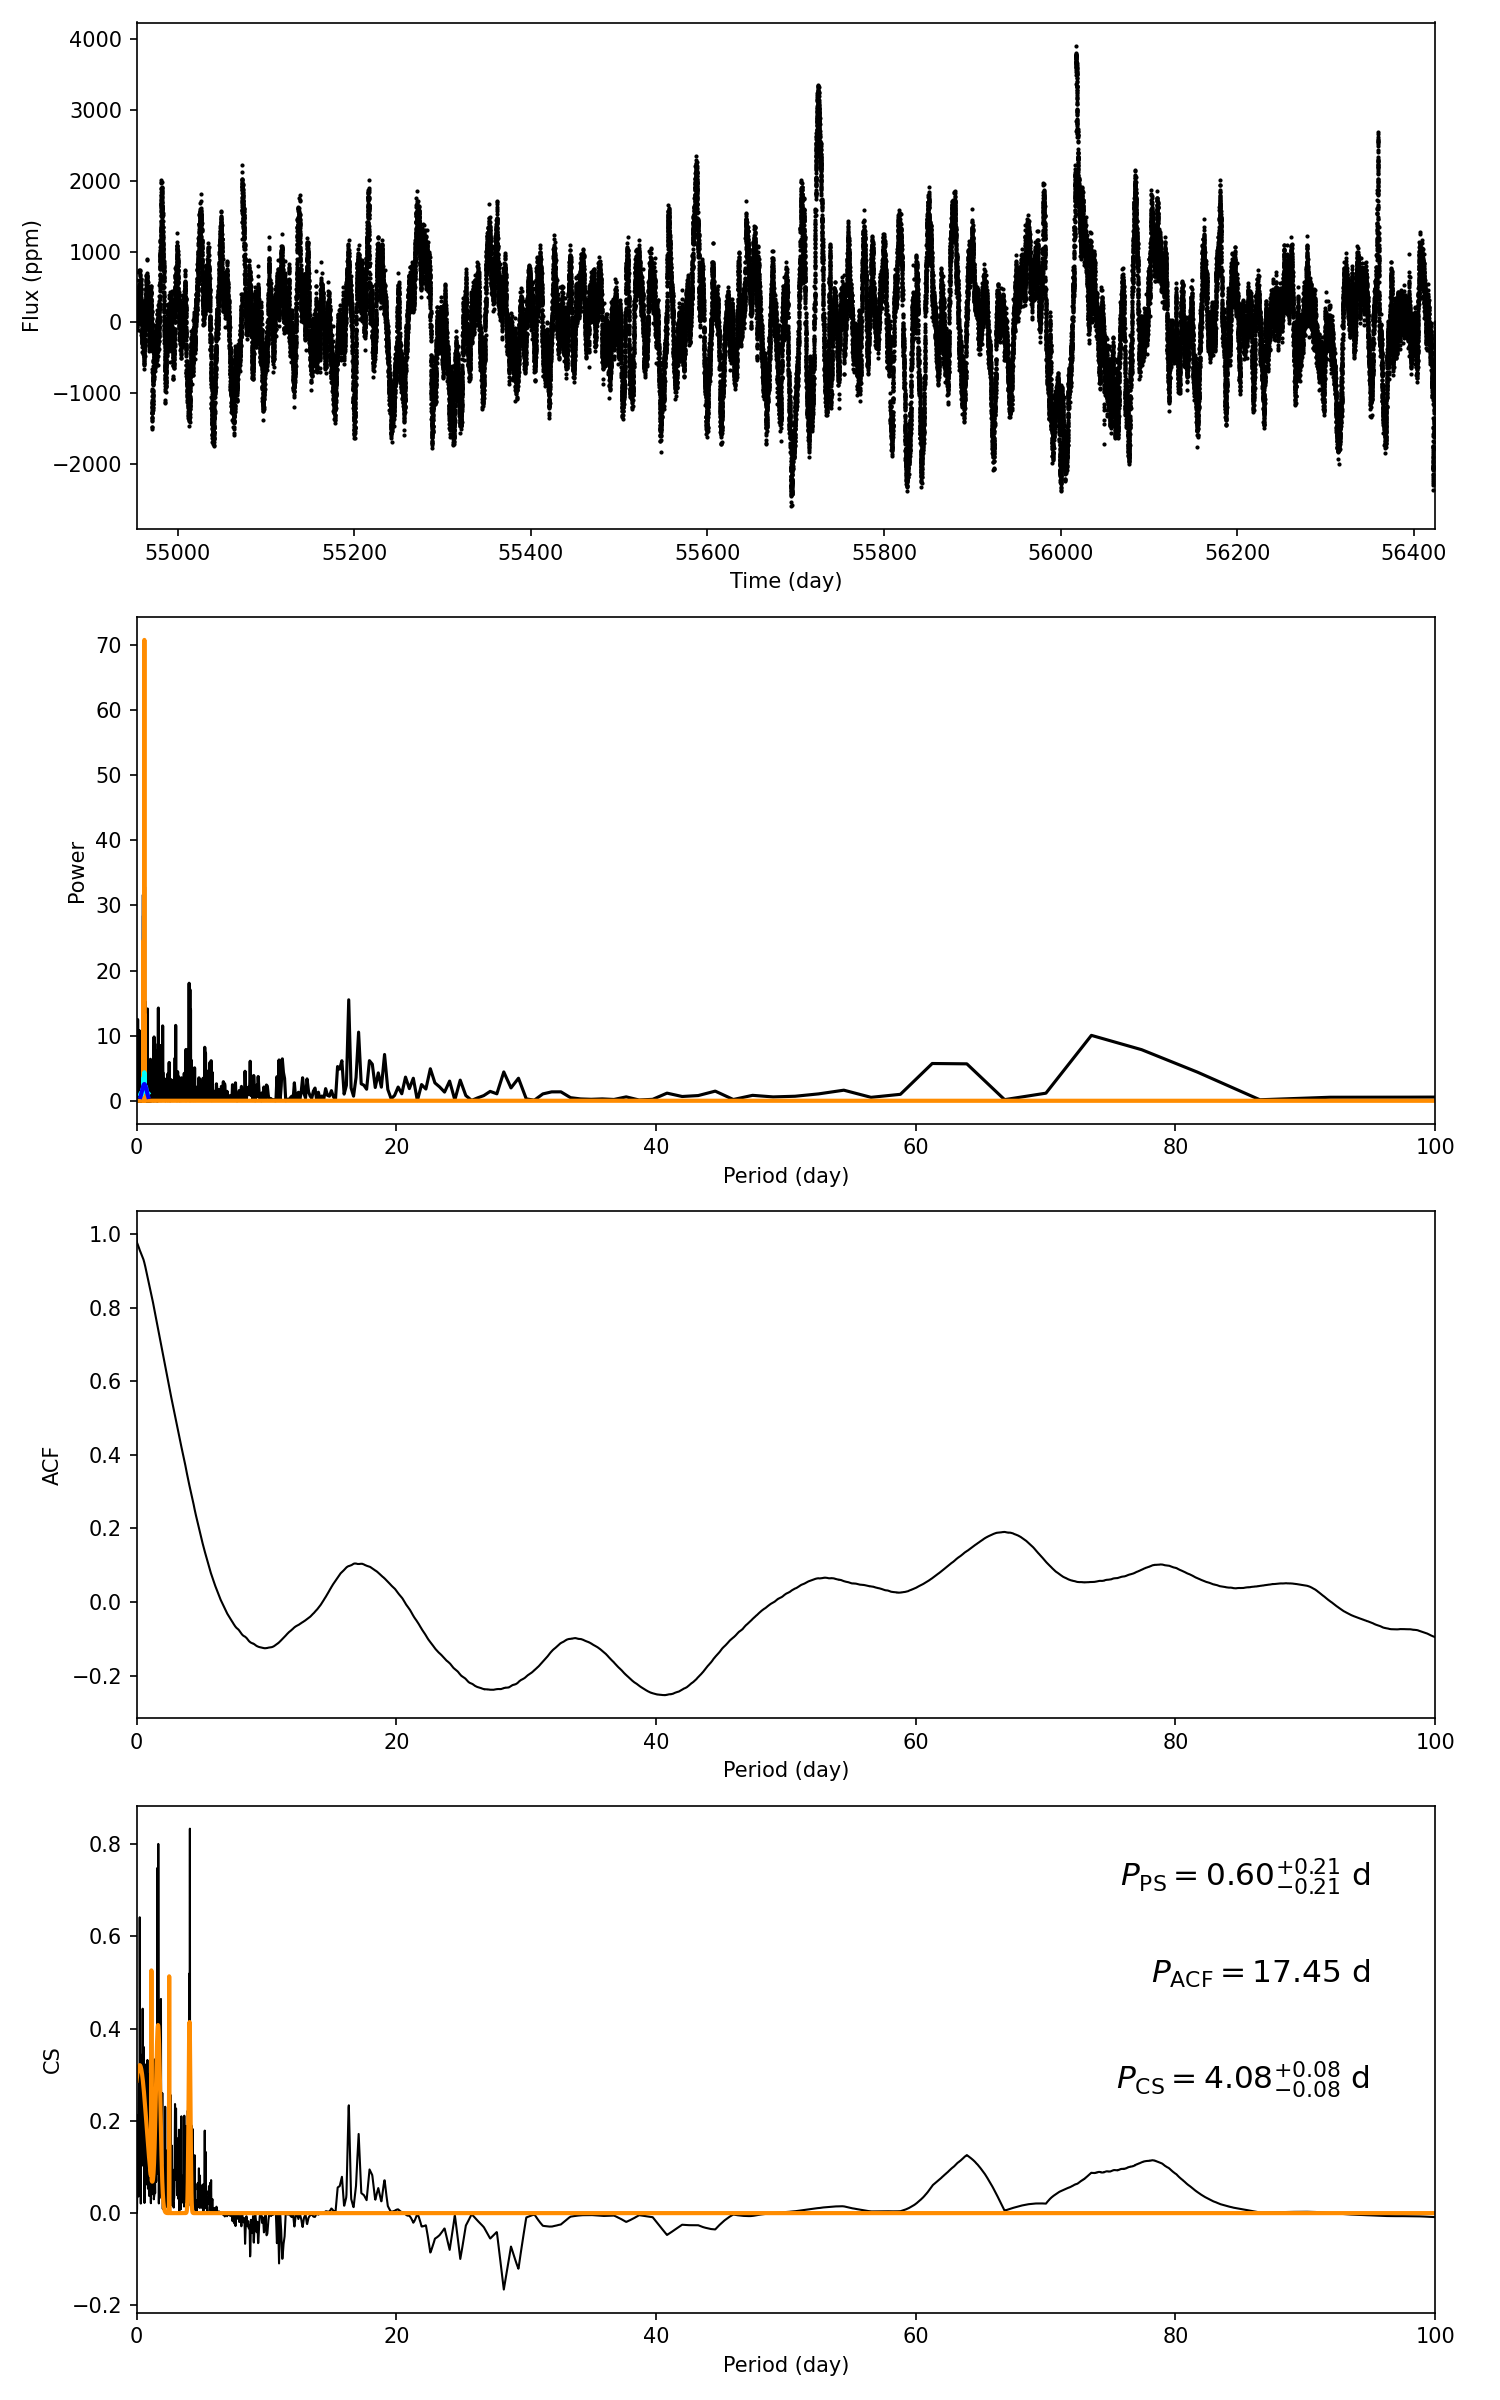 4000
3000
2000
1000
0
−1000
−2000
Flux (ppm)
55000 55200 55400 55600 55800 56000 56200 56400
Time (day)
70
60
50
40
30
20
10
0
Power
0 20 40 60 80 100
Period (day)
1.0
0.8
0.6
0.4
0.2
0.0
−0.2
ACF
0 20 40 60 80 100
Period (day)
0.8
0.6
0.4
0.2
0.0
−0.2
CS
P_PS = 0.60^{+0.21}_{−0.21} d
P_ACF = 17.45 d
P_CS = 4.08^{+0.08}_{−0.08} d
0 20 40 60 80 100
Period (day)